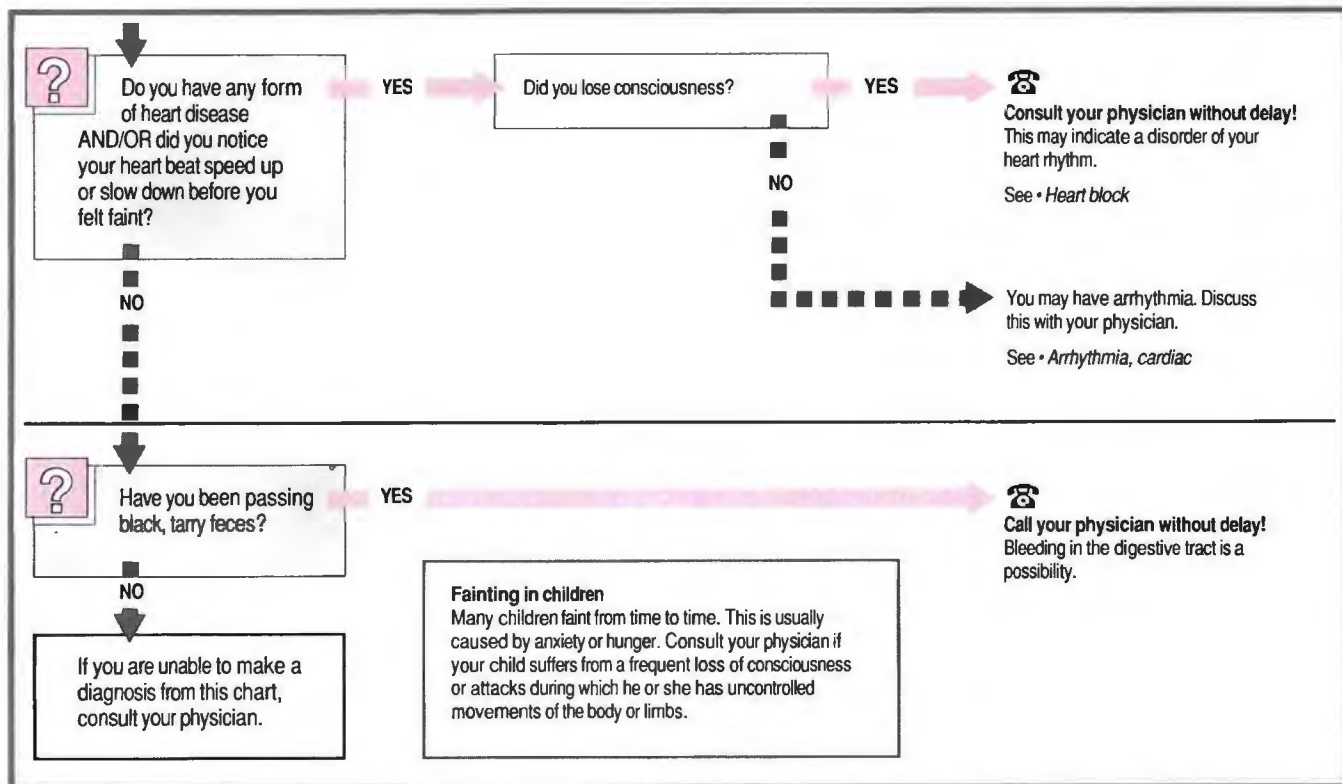 ?
Do you have any form
of heart disease
AND/OR did you notice
your heart beat speed up
or slow down before you
felt faint?
YES
Did you lose consciousness?
YES
Consult your physician without delay!
This may indicate a disorder of your
heart rhythm.
See • Heart block
NO
You may have arrhythmia. Discuss
this with your physician.
See • Arrhythmia, cardiac
NO
?
Have you been passing
black, tarry feces?
YES
Call your physician without delay!
Bleeding in the digestive tract is a
possibility.
NO
If you are unable to make a
diagnosis from this chart,
consult your physician.
Fainting in children
Many children faint from time to time. This is usually
caused by anxiety or hunger. Consult your physician if
your child suffers from a frequent loss of consciousness
or attacks during which he or she has uncontrolled
movements of the body or limbs.